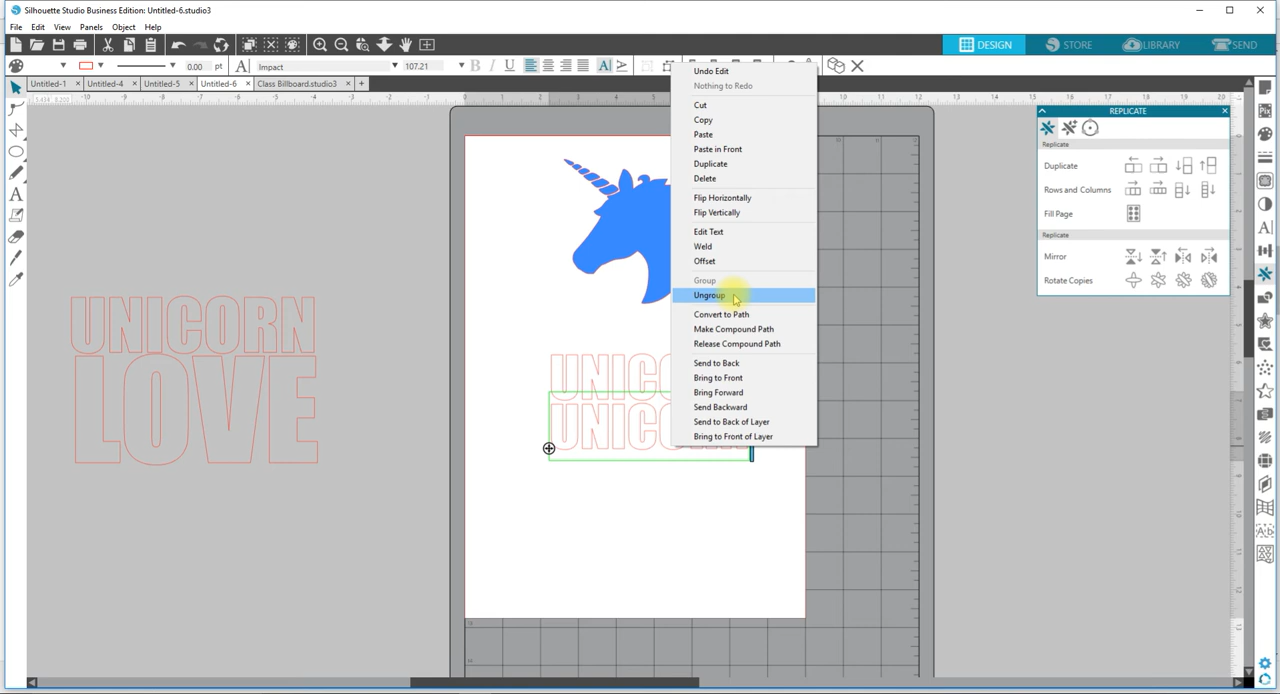 Silhouette Studio Business Edition: Untitled-6.studio3
File Edit View Panels Object Help
DESIGN STORE LIBRARY SEND
0.00 pt Impact 107.21 B I U
Untitled-1 × Untitled-4 × Untitled-5 × Untitled-6 × Class Billboard.studio3 ×
REPLICATE
Replicate
Duplicate
Rows and Columns
Fill Page
Replicate
Mirror
Rotate Copies
Undo Edit
Nothing to Redo
Cut
Copy
Paste
Paste in Front
Duplicate
Delete
Flip Horizontally
Flip Vertically
Edit Text
Weld
Offset
Group
Ungroup
Convert to Path
Make Compound Path
Release Compound Path
Send to Back
Bring to Front
Bring Forward
Send Backward
Send to Back of Layer
Bring to Front of Layer
UNICORN
LOVE
UNICO
UNICO